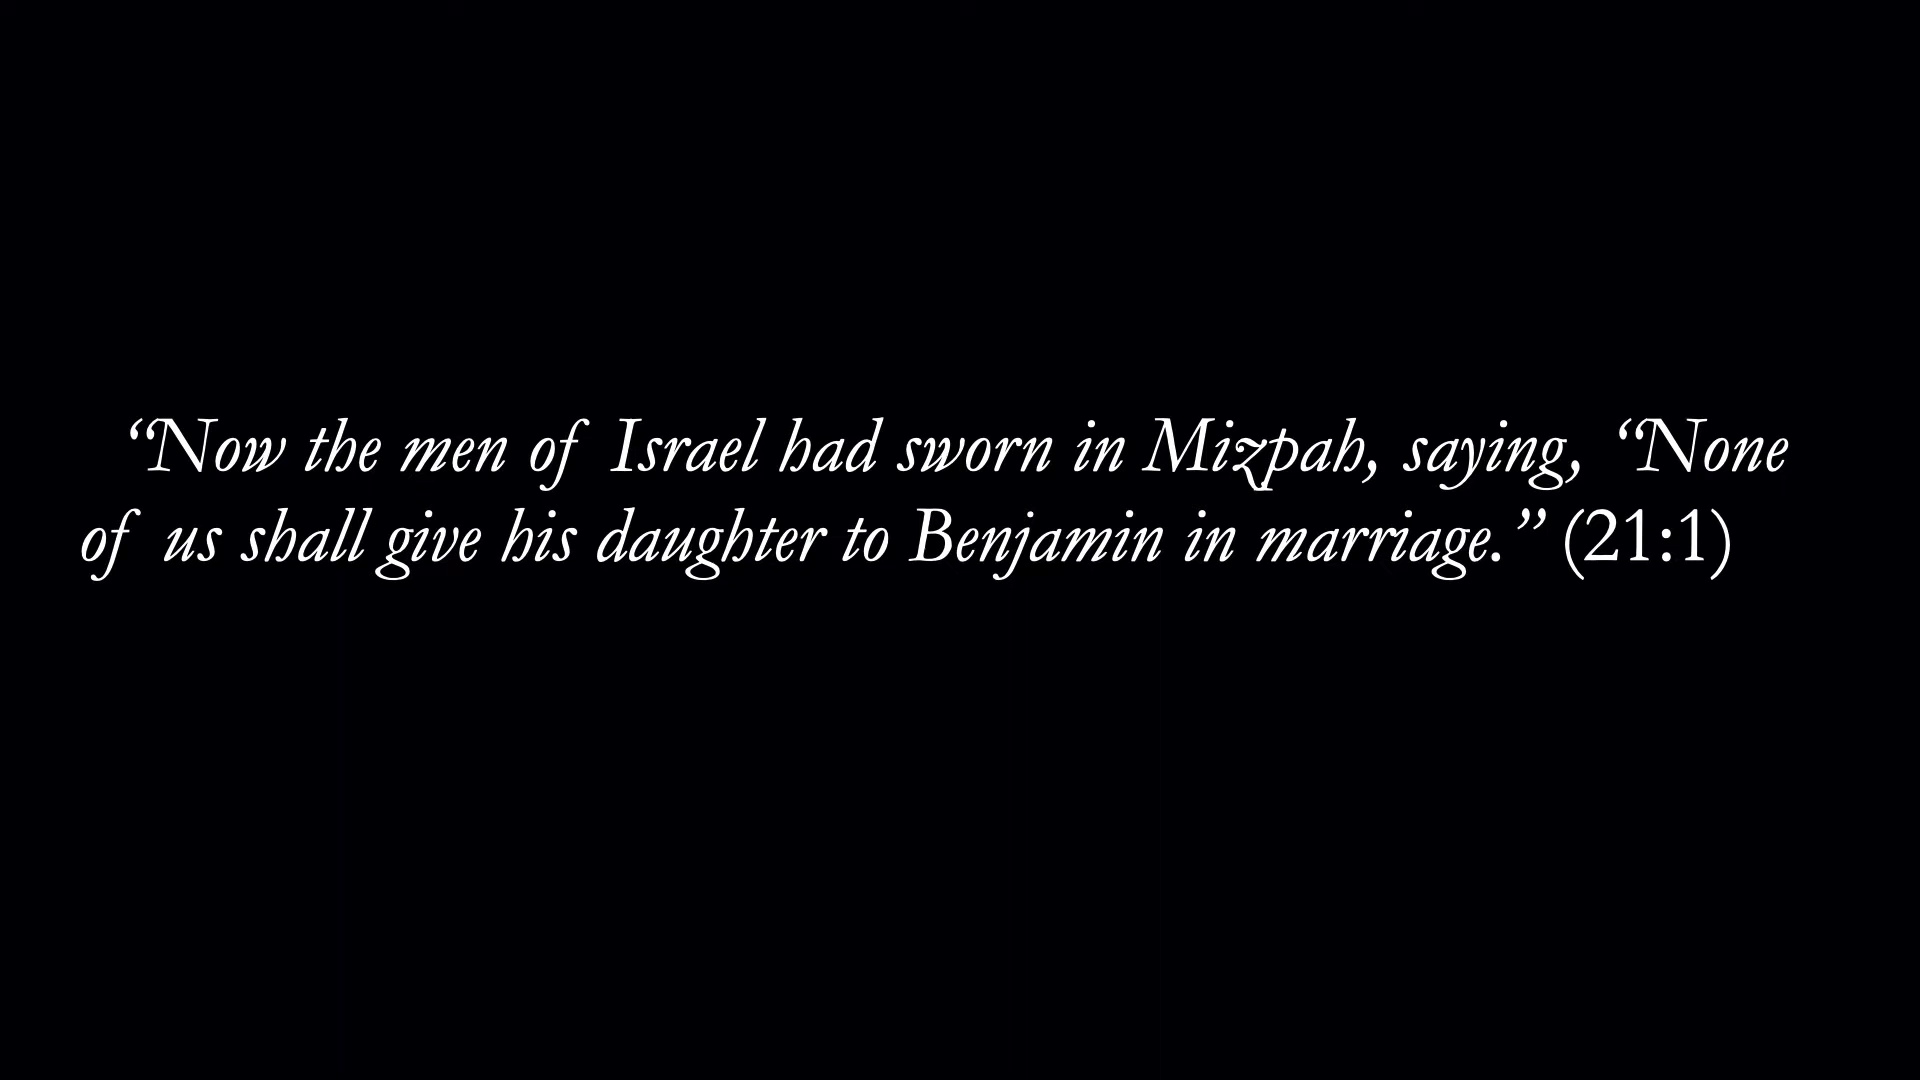 “Now the men of Israel had sworn in Mizpah, saying, “None
of us shall give his daughter to Benjamin in marriage.” (21:1)